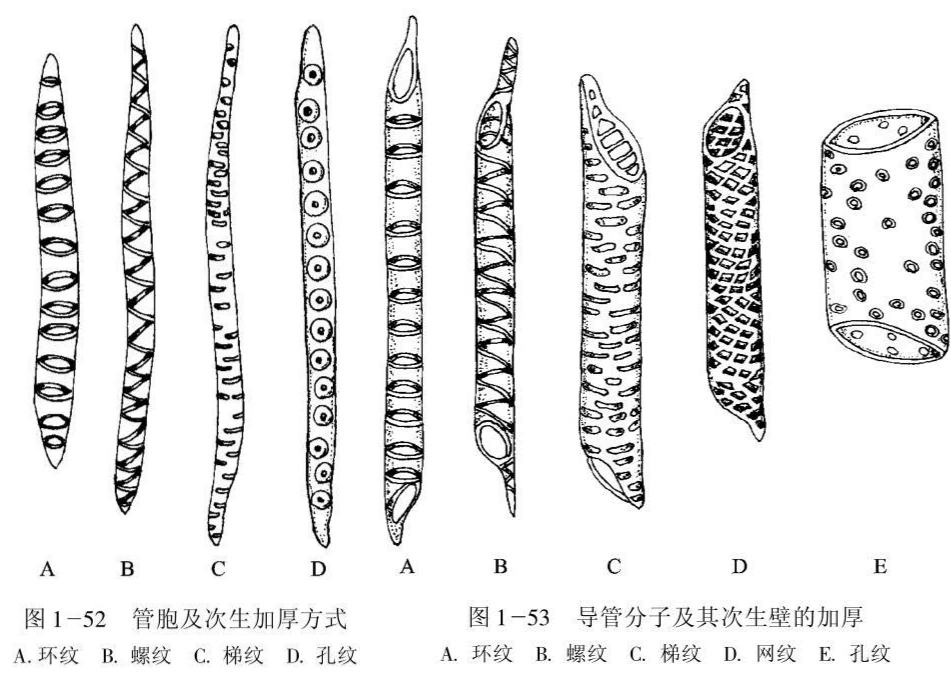 A B C D A B C D E
图1-52 管胞及次生加厚方式
A.环纹 B. 螺纹 C. 梯纹 D. 孔纹
图1-53 导管分子及其次生壁的加厚
A. 环纹 B. 螺纹 C. 梯纹 D. 网纹 E. 孔纹